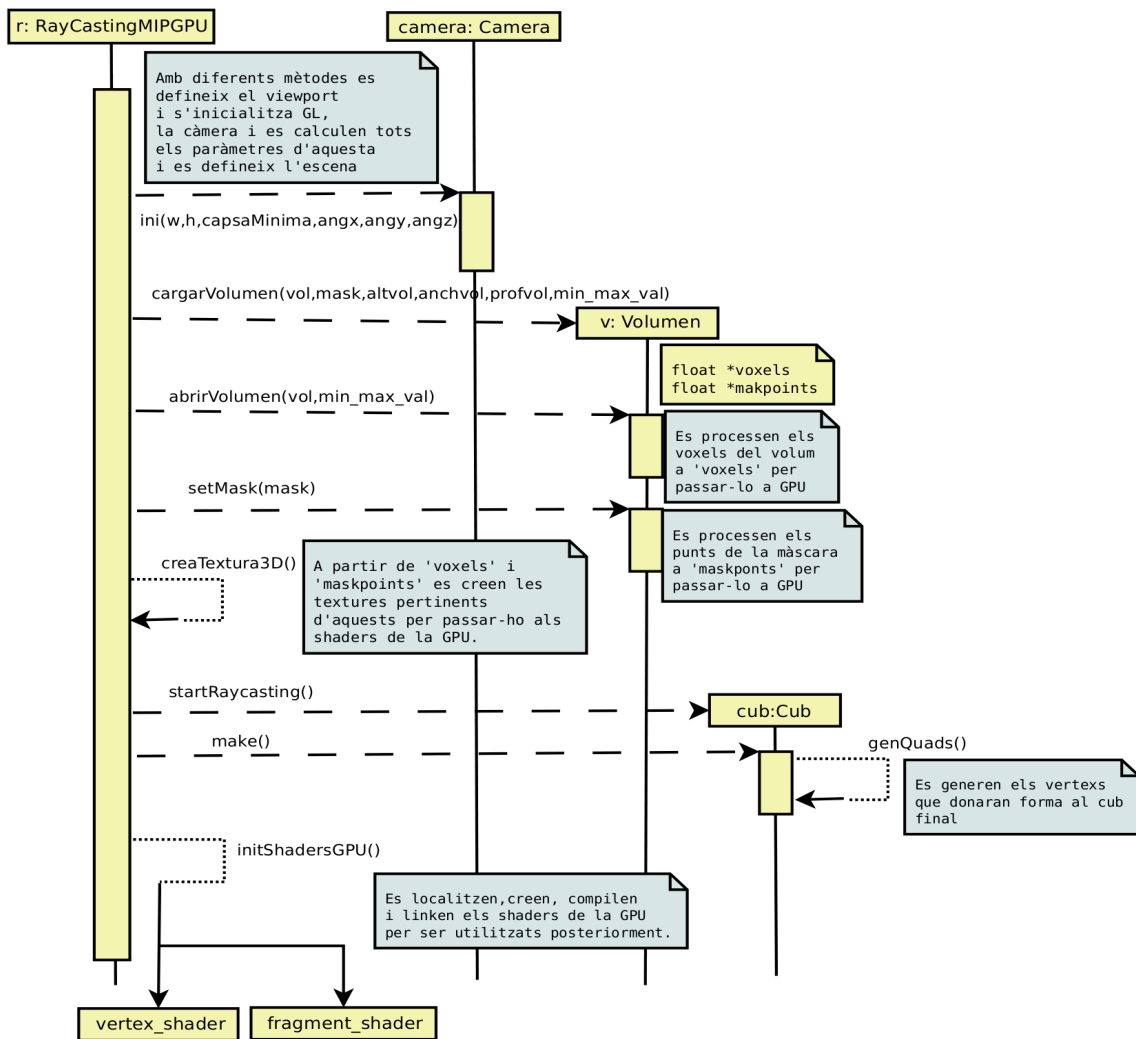 r: RayCastingMIPGPU
camera: Camera
Amb diferents mètodes es
defineix el viewport
i s'inicialitza GL,
la càmera i es calculen tots
els paràmetres d'aquesta
i es defineix l'escena
ini(w,h,capsaMinima,angx,angy,angz)
cargarVolumen(vol,mask,altvol,anchvol,profvol,min_max_val)
v: Volumen
float *voxels
float *makpoints
abrirVolumen(vol,min_max_val)
Es processen els
voxels del volum
a 'voxels' per
passar-lo a GPU
setMask(mask)
Es processen els
punts de la màscara
a 'maskponts' per
passar-lo a GPU
creaTextura3D()
A partir de 'voxels' i
'maskpoints' es creen les
textures pertinents
d'aquests per passar-ho als
shaders de la GPU.
startRaycasting()
cub:Cub
make()
genQuads()
Es generen els vertexs
que donaran forma al cub
final
initShadersGPU()
Es localitzen,creen, compilen
i linken els shaders de la GPU
per ser utilitzats posteriorment.
vertex_shader
fragment_shader